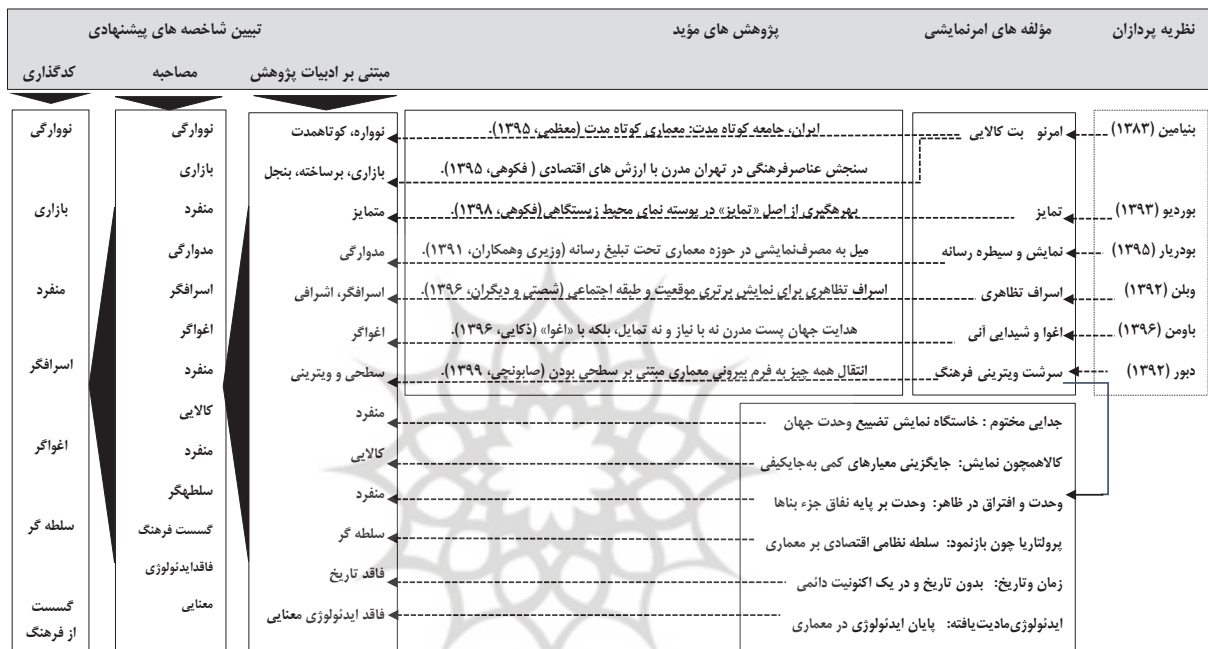 نظریه پردازان مؤلفه های امرنمایشی پژوهش های مؤید تبیین شاخصه های پیشنهادی
مبتنی بر ادبیات پژوهش مصاحبه کدگذاری
بنیامین (۱۳۸۳) امرنو بت کالایی ایران، جامعه کوتاه مدت: معماری کوتاه مدت (معظمی، ۱۳۹۵). نوواره، کوتاهمدت نووارگی نووارگی
سنجش عناصرفرهنگی در تهران مدرن با ارزش های اقتصادی ( فکوهی، ۱۳۹۵). بازاری، برساخته، بنجل بازاری
بوردیو (۱۳۹۳) تمایز بهرهگیری از اصل «تمایز» در پوسته نمای محیط زیستگاهی(فکوهی، ۱۳۹۸). متمایز منفرد بازاری
بودریار (۱۳۹۵) نمایش و سیطره رسانه میل به مصرف‌نمایشی در حوزه معماری تحت تبلیغ رسانه (وزیری وهمکاران، ۱۳۹۱). مدوارگی مدوارگی
وبلن (۱۳۹۲) اسراف تظاهری اسراف تظاهری برای نمایش برتری موقعیت و طبقه اجتماعی (شصتی و دیگران، ۱۳۹۶). اسرافگر، اشرافی اسرافگر منفرد
باومن (۱۳۹۶) اغوا و شیدایی آنی هدایت جهان پست مدرن نه با نیاز و نه تمایل، بلکه با «اغوا» (ذکایی، ۱۳۹۶). اغواگر اغواگر
دبور (۱۳۹۲) سرشت ویترینی فرهنگ انتقال همه چیز به فرم بیرونی معماری مبتنی بر سطحی بودن (صابونچی، ۱۳۹۹). سطحی و ویترینی منفرد اسرافگر
جدایی مختوم : خاستگاه نمایش تضییع وحدت جهان منفرد کالایی
کالاهمچون نمایش: جایگزینی معیارهای کمی به‌جایکیفی کالایی منفرد اغواگر
وحدت و افتراق در ظاهر: وحدت بر پایه نفاق جزء بناها منفرد سلطهگر
پرولتاریا چون بازنمود: سلطه نظامی اقتصادی بر معماری سلطه گر گسست فرهنگ سلطه گر
زمان وتاریخ: بدون تاریخ و در یک اکنونیت دائمی فاقد تاریخ فاقدایدئولوژی
ایدئولوژی‌مادیت‌یافته: پایان ایدئولوژی در معماری فاقد ایدئولوژی معنایی معنایی گسست
از فرهنگ